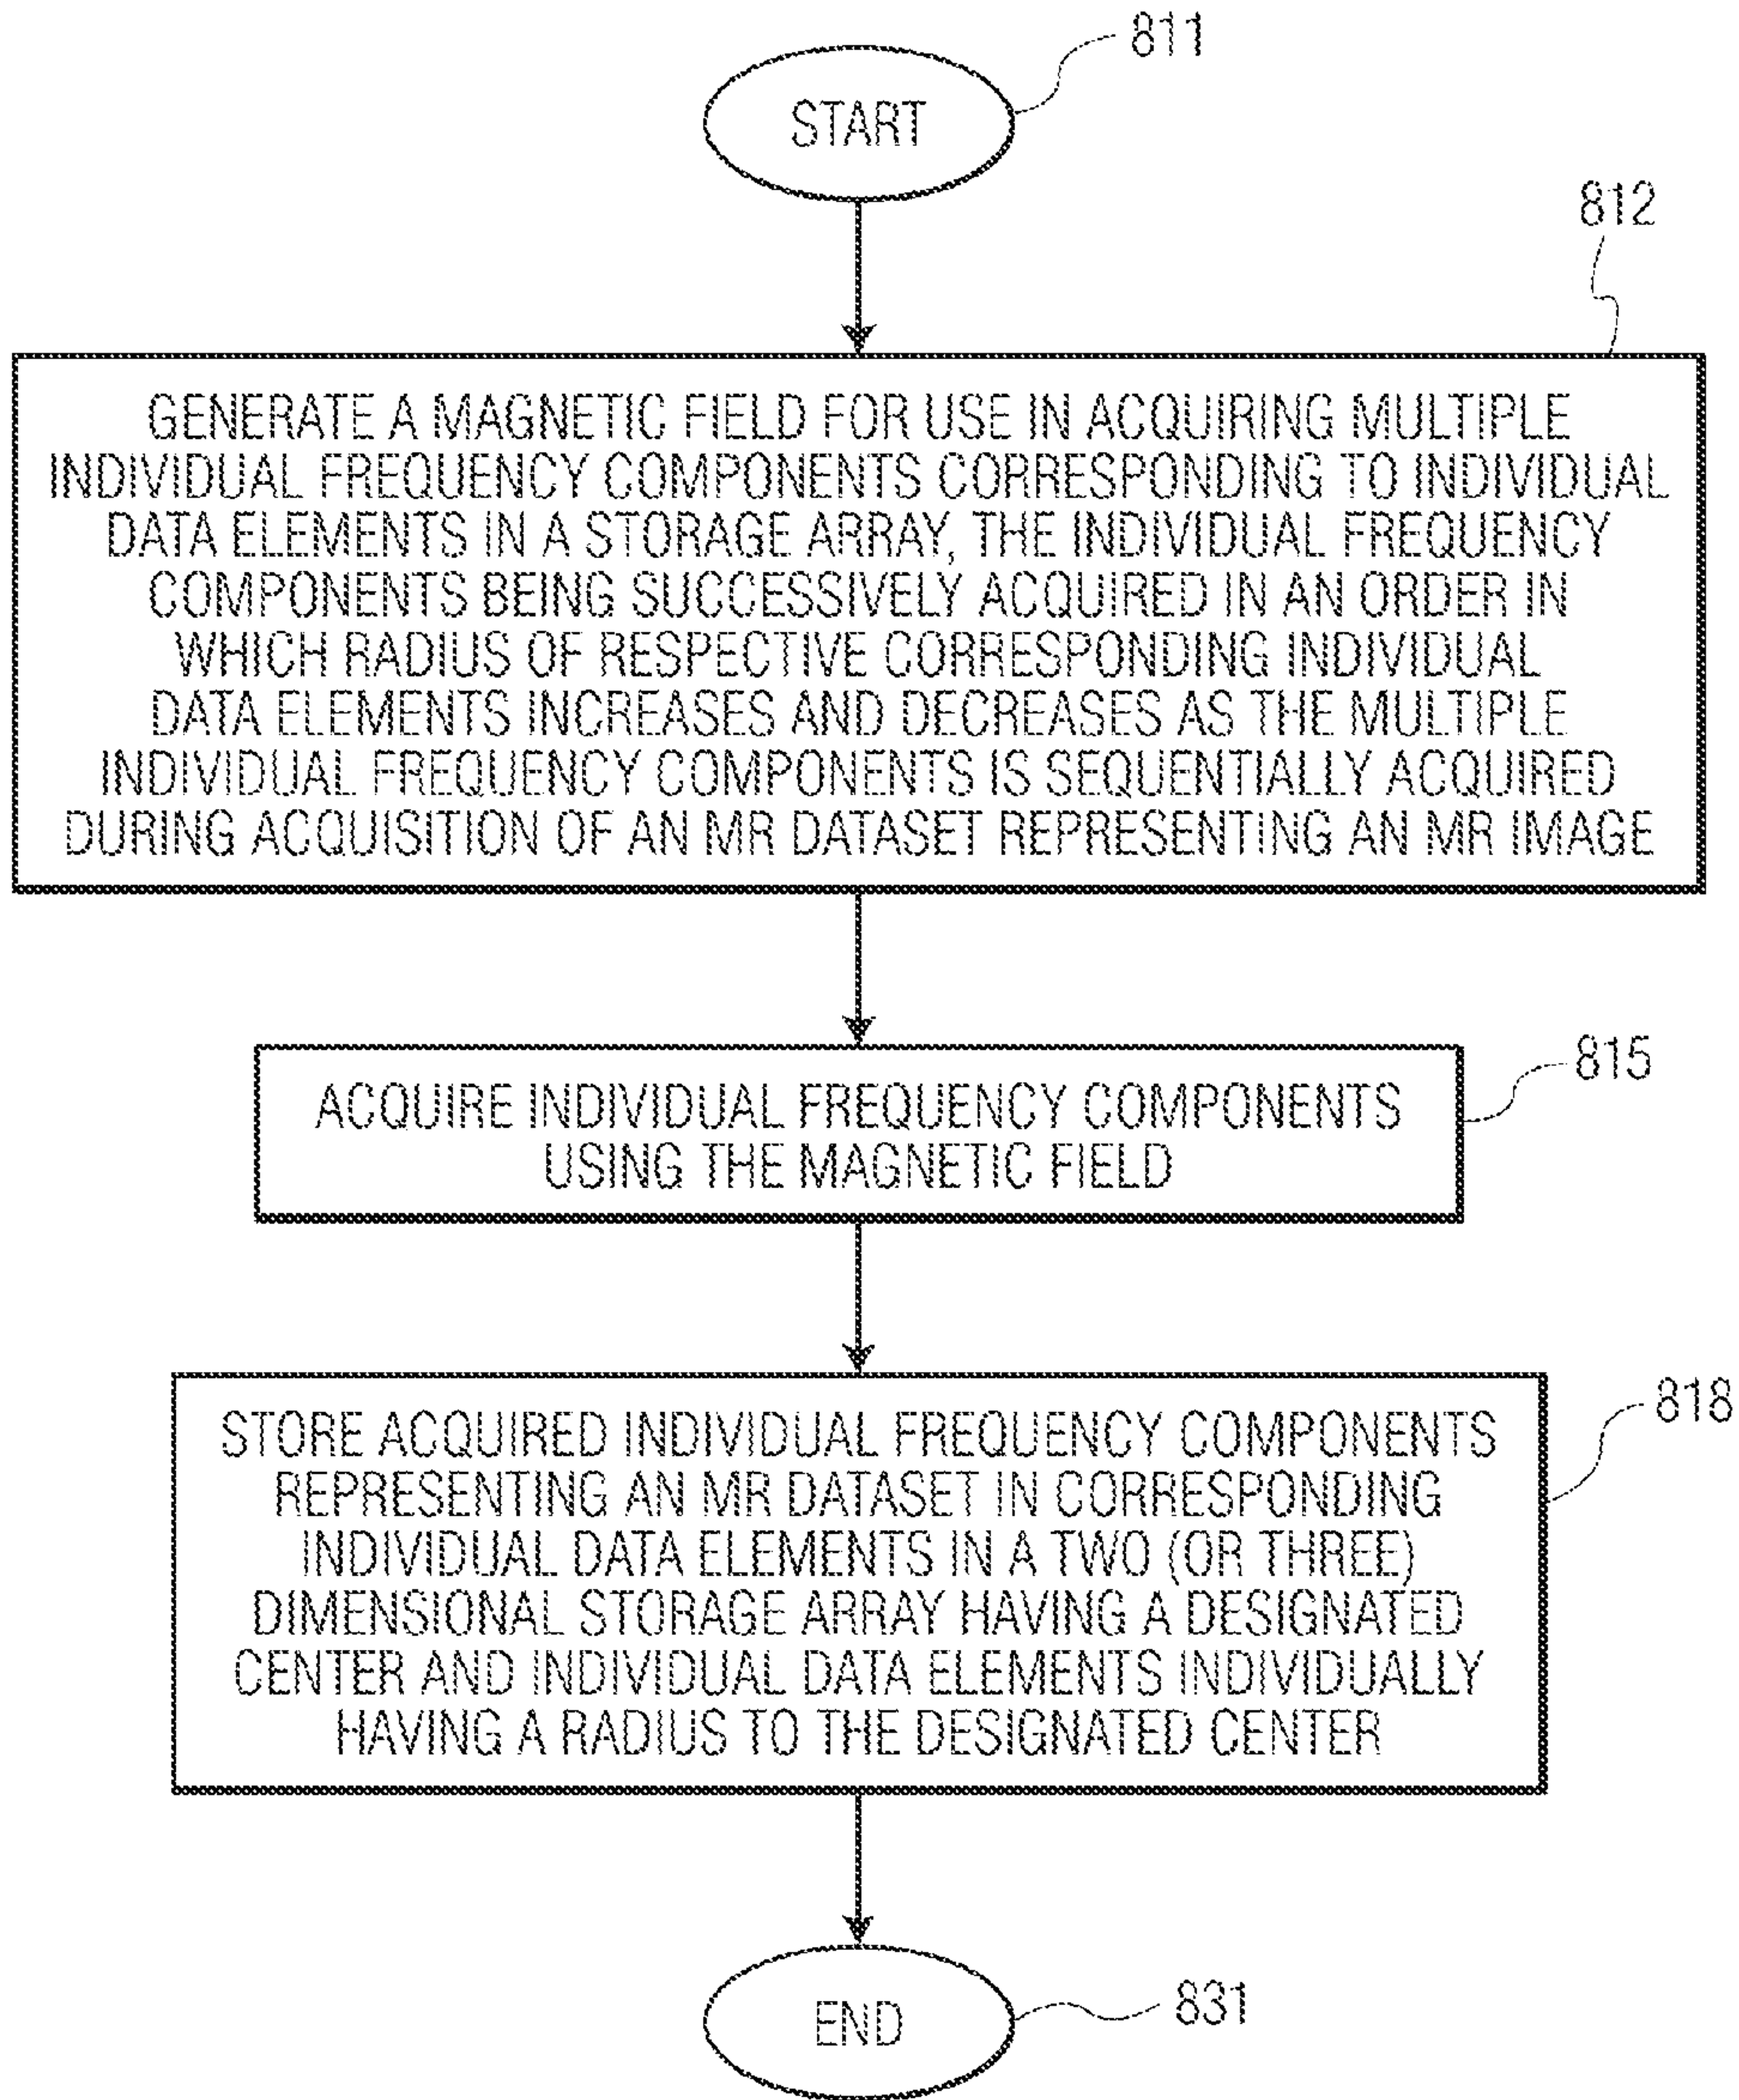 811
START
812
GENERATE A MAGNETIC FIELD FOR USE IN ACQUIRING MULTIPLE
INDIVIDUAL FREQUENCY COMPONENTS CORRESPONDING TO INDIVIDUAL
DATA ELEMENTS IN A STORAGE ARRAY, THE INDIVIDUAL FREQUENCY
COMPONENTS BEING SUCCESSIVELY ACQUIRED IN AN ORDER IN
WHICH RADIUS OF RESPECTIVE CORRESPONDING INDIVIDUAL
DATA ELEMENTS INCREASES AND DECREASES AS THE MULTIPLE
INDIVIDUAL FREQUENCY COMPONENTS IS SEQUENTIALLY ACQUIRED
DURING ACQUISITION OF AN MR DATASET REPRESENTING AN MR IMAGE
815
ACQUIRE INDIVIDUAL FREQUENCY COMPONENTS
USING THE MAGNETIC FIELD
818
STORE ACQUIRED INDIVIDUAL FREQUENCY COMPONENTS
REPRESENTING AN MR DATASET IN CORRESPONDING
INDIVIDUAL DATA ELEMENTS IN A TWO (OR THREE)
DIMENSIONAL STORAGE ARRAY HAVING A DESIGNATED
CENTER AND INDIVIDUAL DATA ELEMENTS INDIVIDUALLY
HAVING A RADIUS TO THE DESIGNATED CENTER
831
END